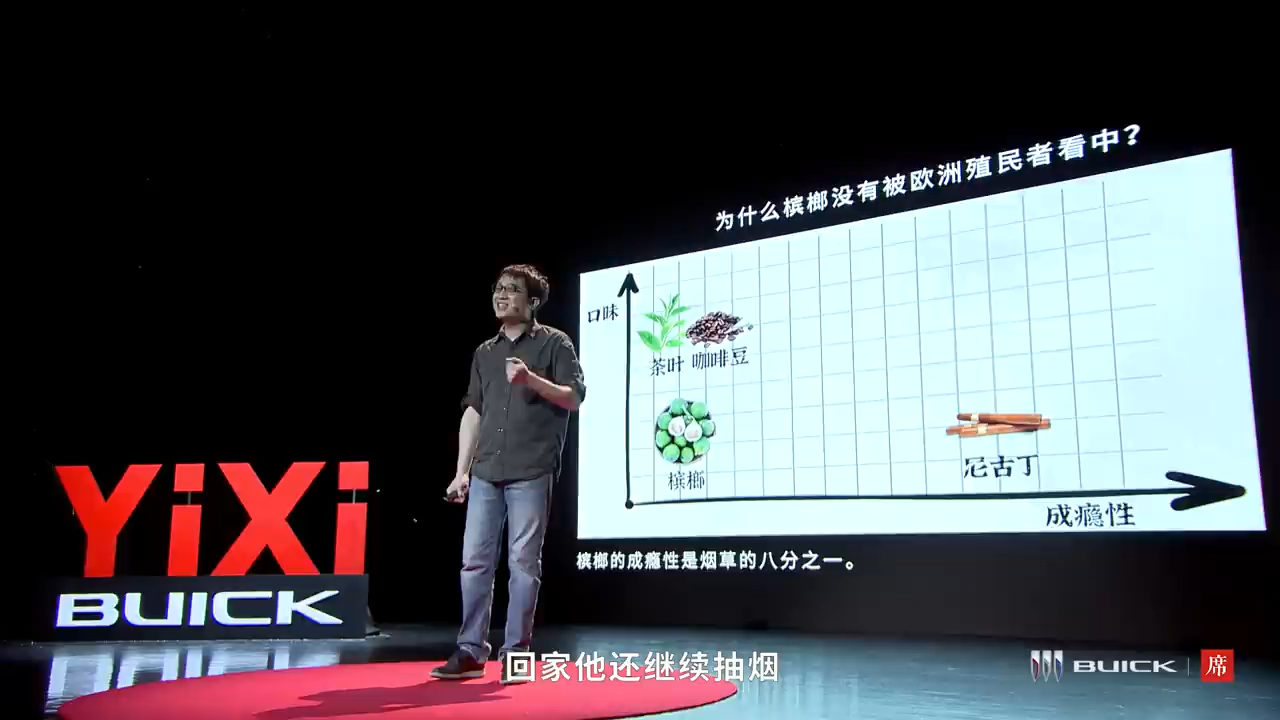 为什么槟榔没有被欧洲殖民者看中？
口味
茶叶 咖啡豆
槟榔
尼古丁
成瘾性
槟榔的成瘾性是烟草的八分之一。
YiXi
BUICK
回家他还继续抽烟
BUICK
席